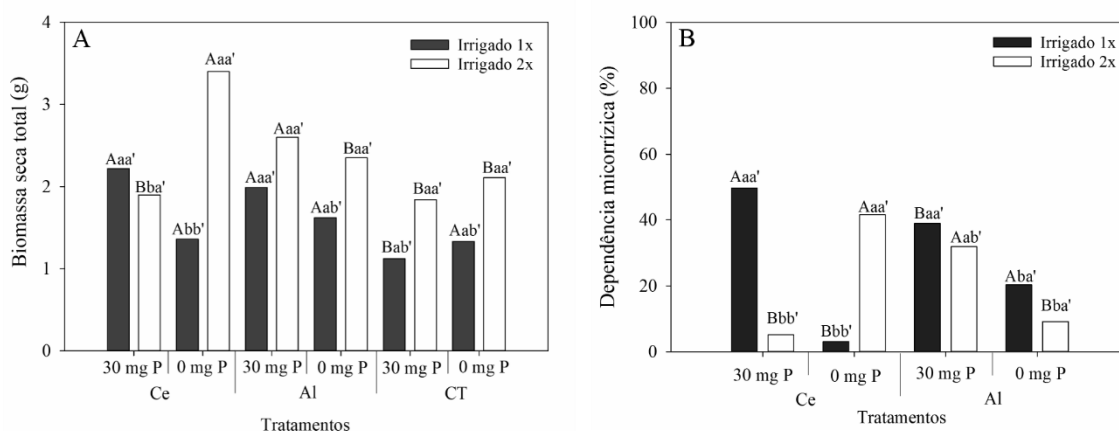 A
Irrigado 1x
Irrigado 2x
Biomassa seca total (g)
4
3
2
1
0
Aaa'
Bba'
Abb'
Aaa'
Aaa'
Aaa'
Aab'
Baa'
Bab'
Baa'
Aab'
Baa'
30 mg P 0 mg P 30 mg P 0 mg P 30 mg P 0 mg P
Ce Al CT
Tratamentos
B
Irrigado 1x
Irrigado 2x
Dependência micorrízica (%)
100
80
60
40
20
0
Aaa'
Bbb'
Bbb'
Aaa'
Baa'
Aab'
Aba'
Bba'
30 mg P 0 mg P 30 mg P 0 mg P
Ce Al
Tratamentos